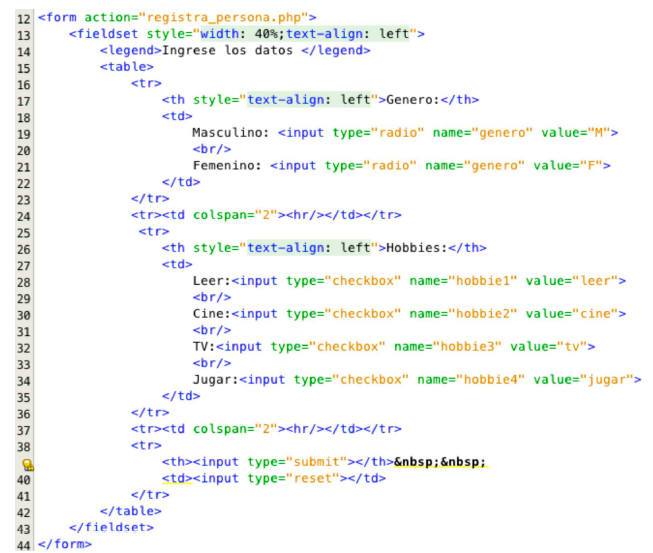 12 <form action="registra_persona.php">
13     <fieldset style="width: 40%;text-align: left">
14         <legend>Ingrese los datos </legend>
15         <table>
16             <tr>
17                 <th style="text-align: left">Genero:</th>
18                 <td>
19                     Masculino: <input type="radio" name="genero" value="M">
20                     <br/>
21                     Femenino: <input type="radio" name="genero" value="F">
22                 </td>
23             </tr>
24             <tr><td colspan="2"><hr/></td></tr>
25              <tr>
26                 <th style="text-align: left">Hobbies:</th>
27                 <td>
28                     Leer:<input type="checkbox" name="hobbie1" value="leer">
29                     <br/>
30                     Cine:<input type="checkbox" name="hobbie2" value="cine">
31                     <br/>
32                     TV:<input type="checkbox" name="hobbie3" value="tv">
33                     <br/>
34                     Jugar:<input type="checkbox" name="hobbie4" value="jugar">
35                 </td>
36             </tr>
37             <tr><td colspan="2"><hr/></td></tr>
38             <tr>
                <th><input type="submit"></th>&nbsp;&nbsp;
40                 <td><input type="reset"></td>
41             </tr>
42         </table>
43     </fieldset>
44 </form>